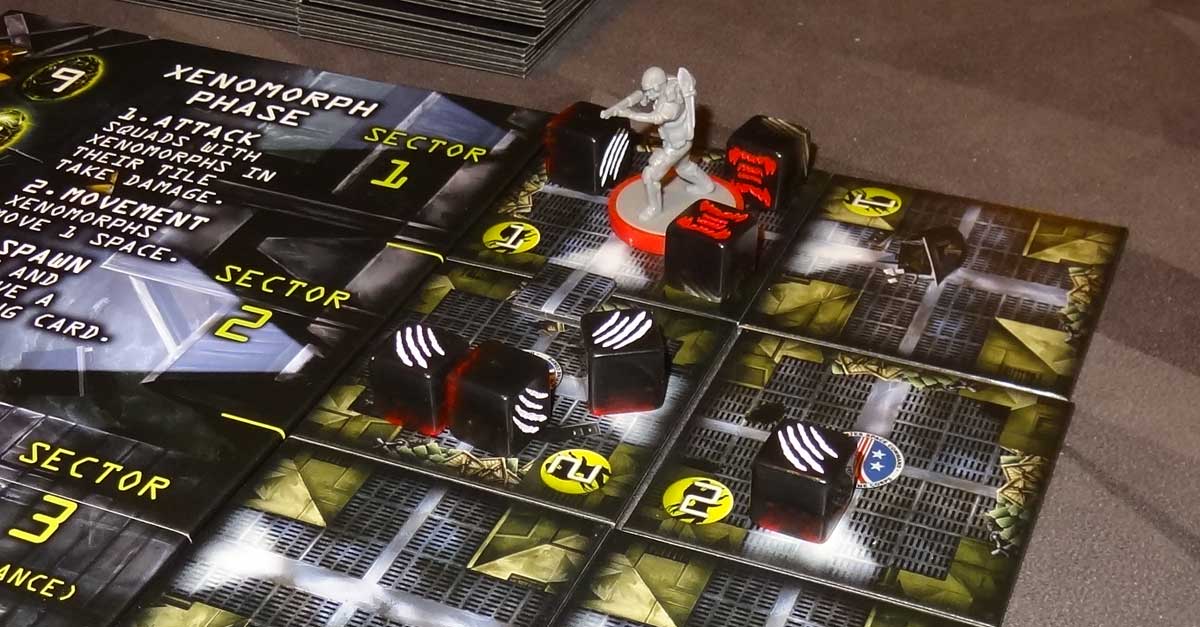 9
XENOMORPH
PHASE
1. ATTACK
SQUADS WITH
XENOMORPHS IN
THEIR TILE
TAKE DAMAGE.
2. MOVEMENT
XENOMORPHS
MOVE 1 SPACE.
SPAWN
AND
A
CARD.
SECTOR
1
SECTOR
2
SECTOR
3
1
1
2
2